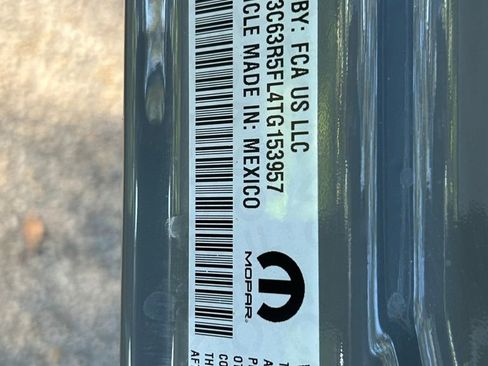 BY: FCA US LLC
3C63R5FL4TG153957
CLE MADE IN: MEXICO
MOPAR